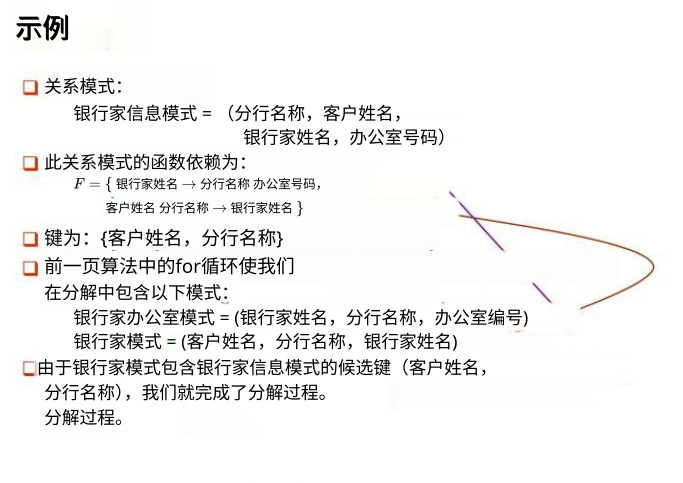 示例
关系模式：
银行家信息模式 = （分行名称，客户姓名，
银行家姓名，办公室号码）
此关系模式的函数依赖为：
F = { 银行家姓名 → 分行名称 办公室号码，
客户姓名 分行名称 → 银行家姓名 }
键为：{客户姓名，分行名称}
前一页算法中的for循环使我们
在分解中包含以下模式：
银行家办公室模式 = (银行家姓名，分行名称，办公室编号)
银行家模式 = (客户姓名，分行名称，银行家姓名)
由于银行家模式包含银行家信息模式的候选键（客户姓名，
分行名称），我们就完成了分解过程。
分解过程。